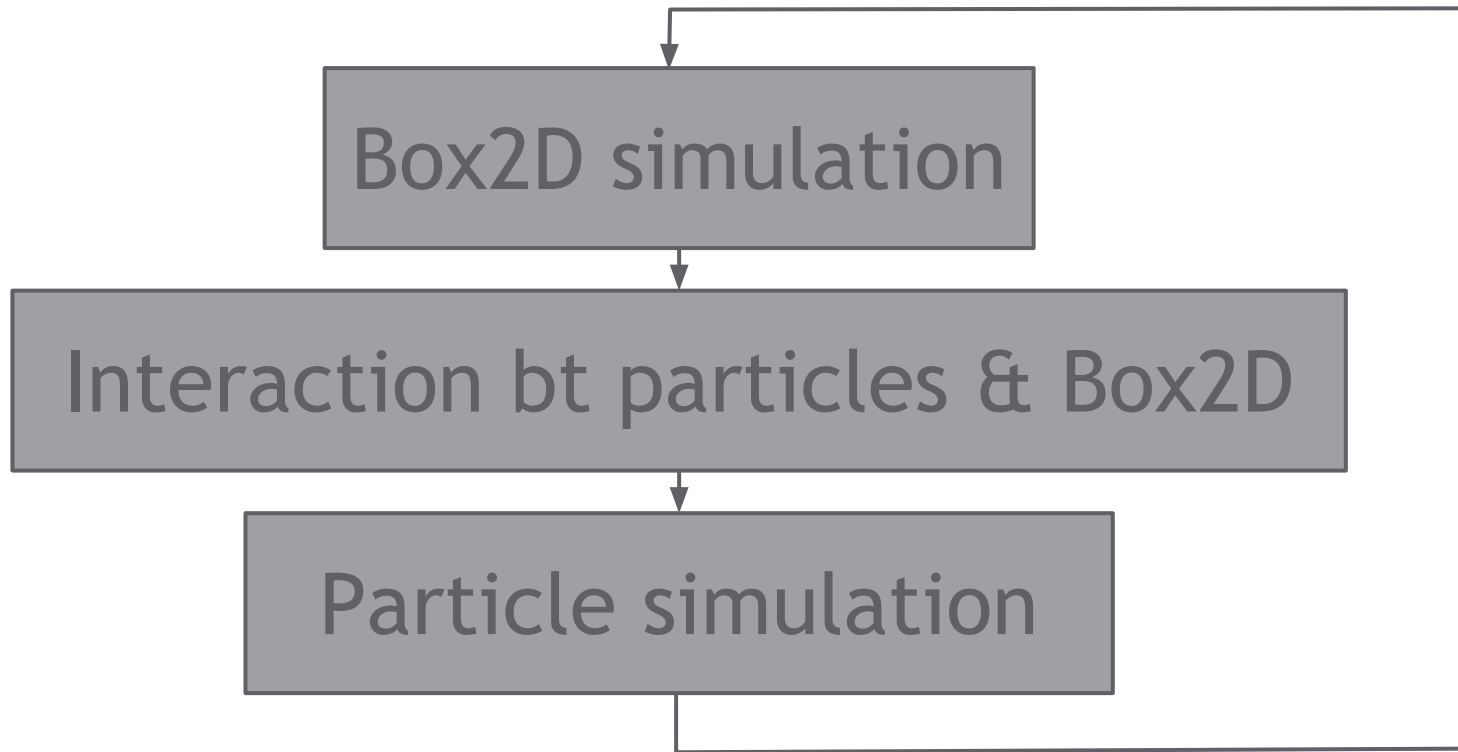 Box2D simulation
Interaction bt particles & Box2D
Particle simulation